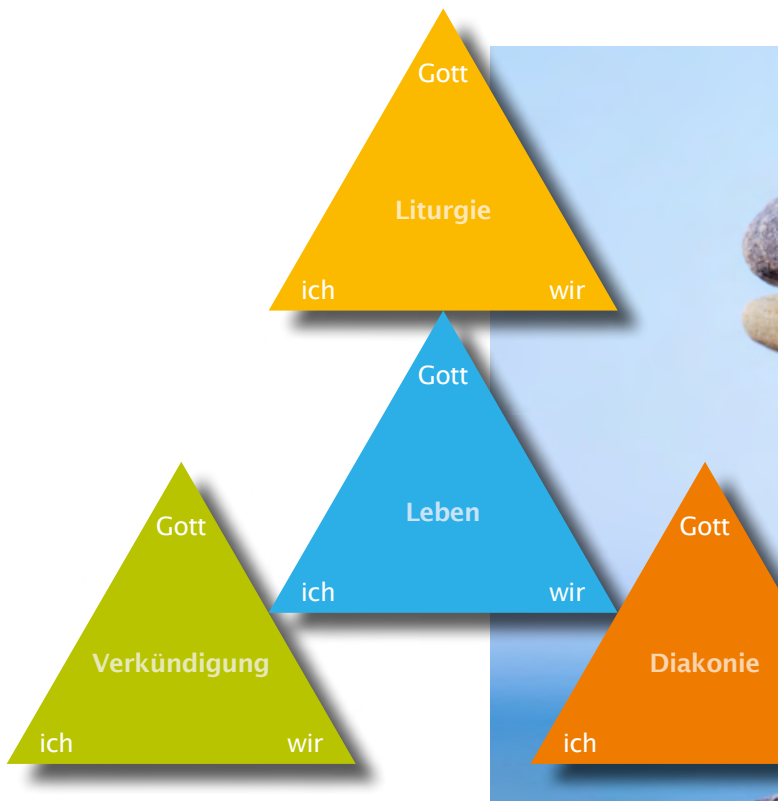 Gott
Liturgie
ich wir
Gott
Leben
ich wir
Gott
Verkündigung
ich wir
Gott
Diakonie
ich